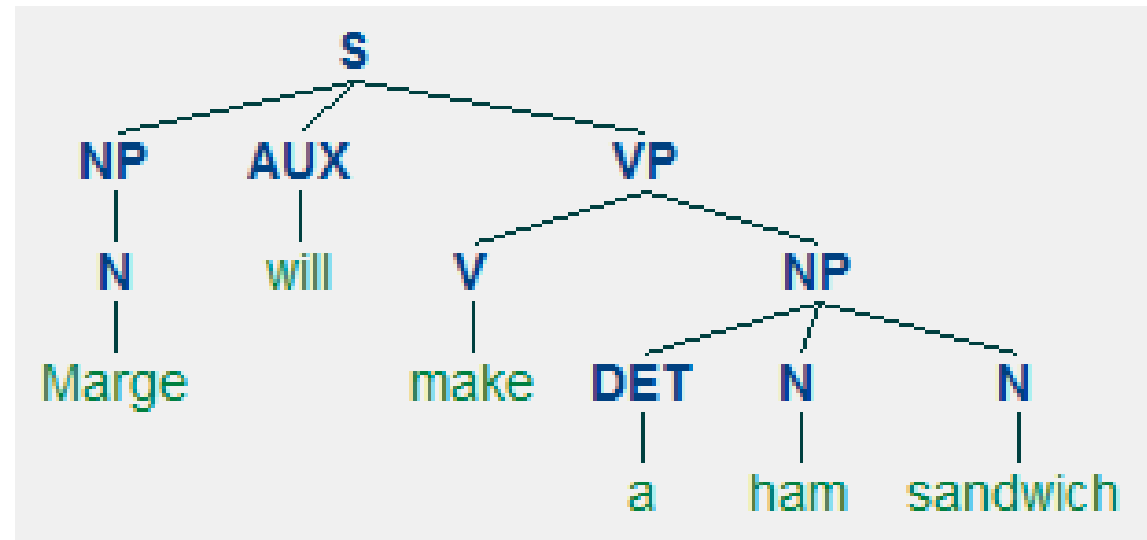 S
NP AUX VP
N will V NP
Marge make DET N N
a ham sandwich